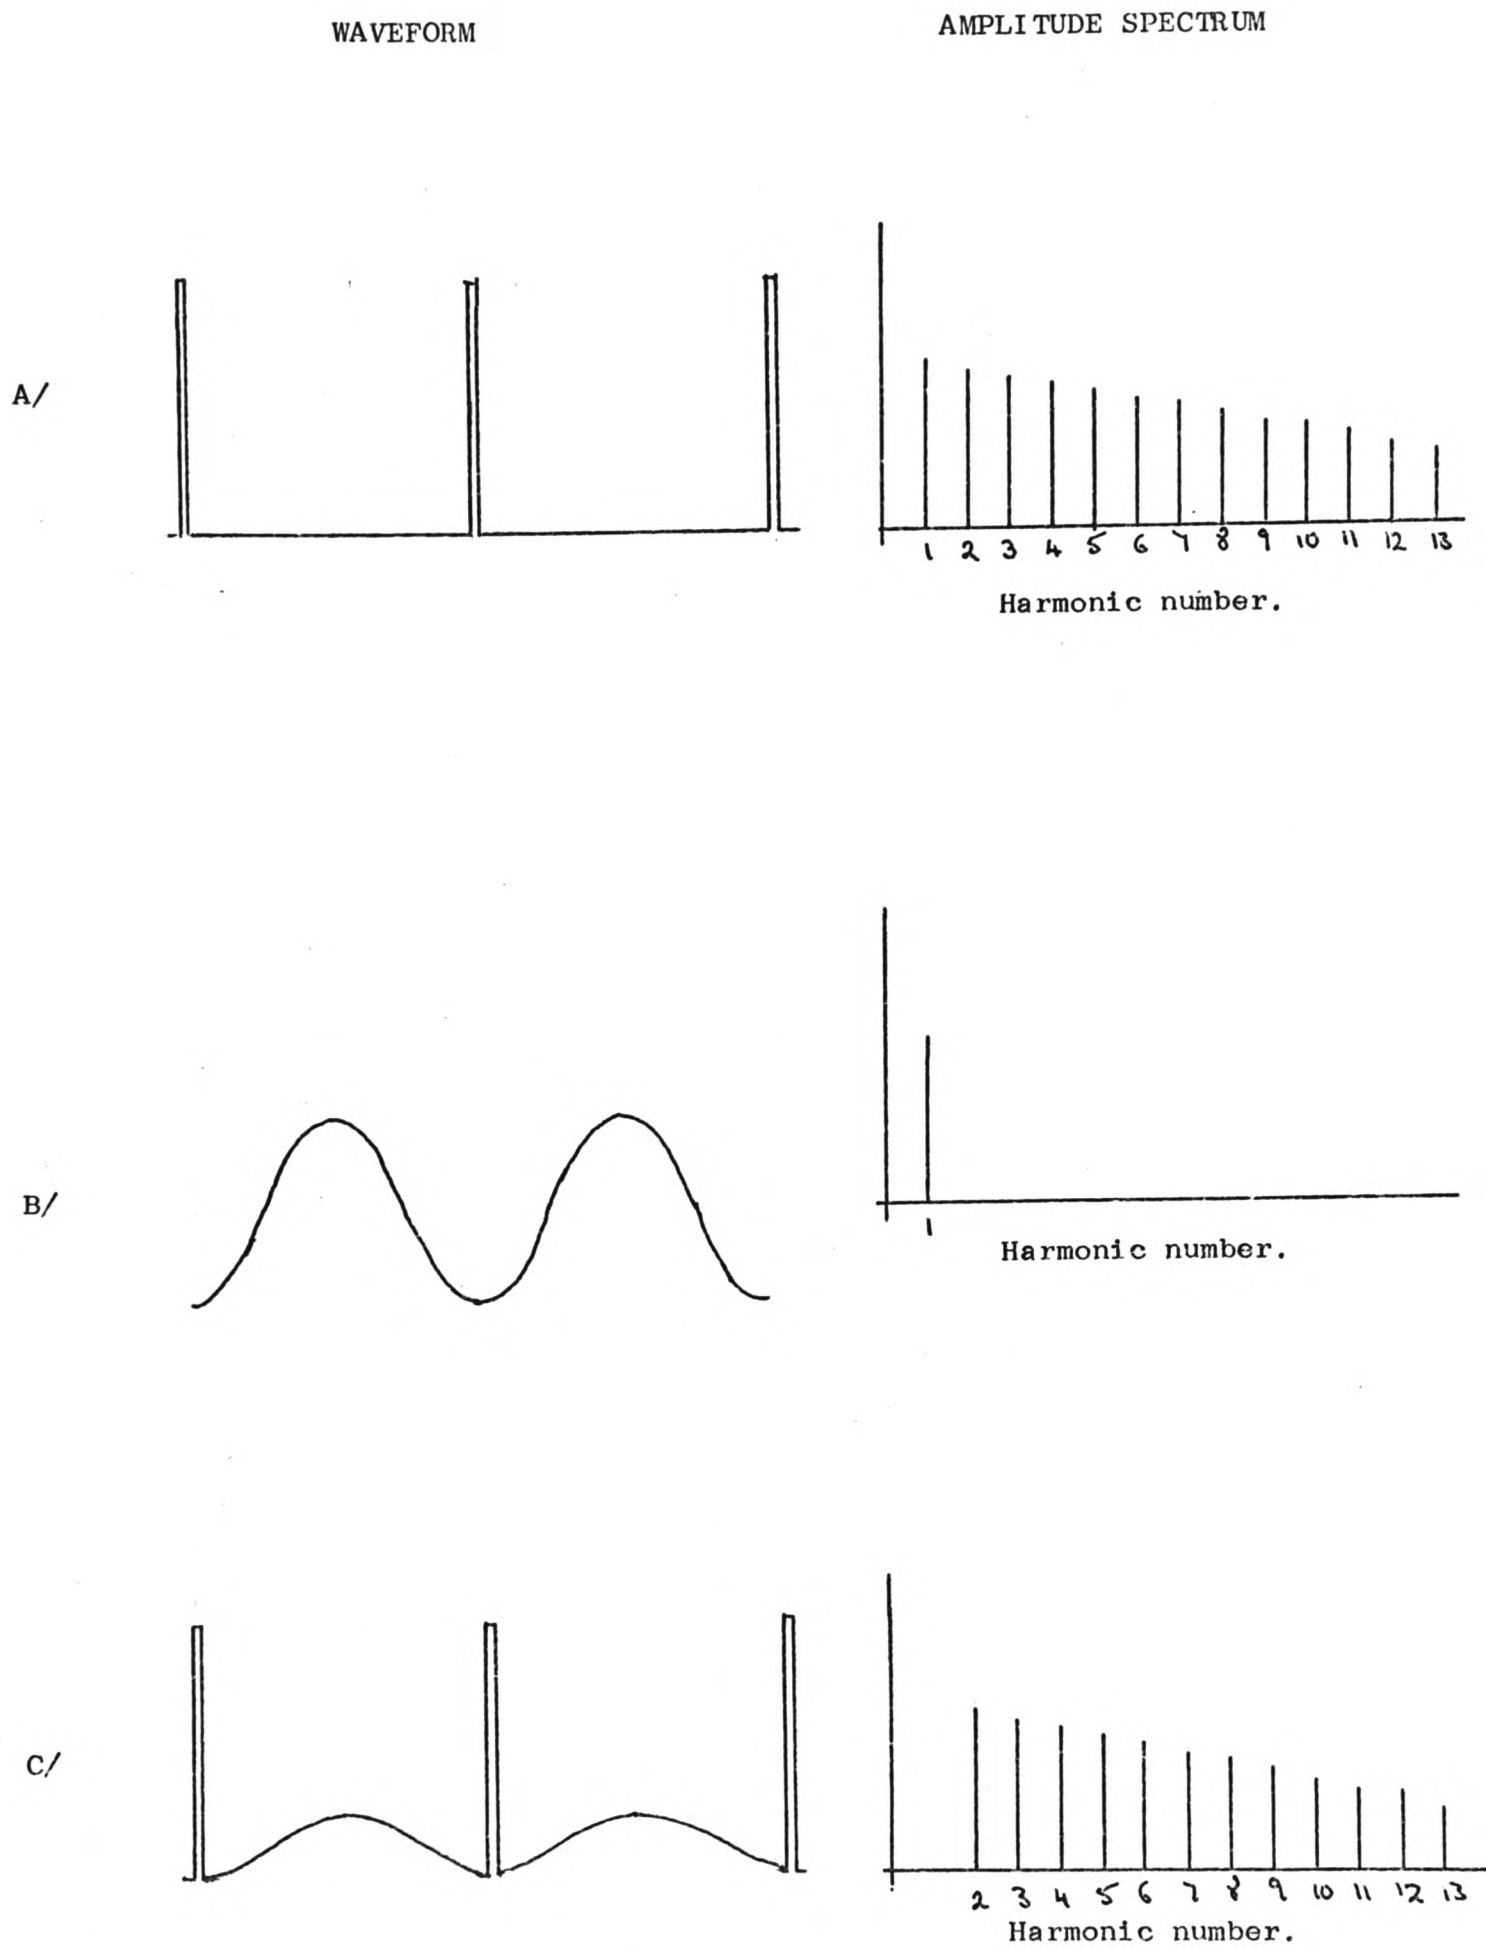 WAVEFORM
AMPLITUDE SPECTRUM
A/
1 2 3 4 5 6 7 8 9 10 11 12 13
Harmonic number.
B/
1
Harmonic number.
C/
2 3 4 5 6 7 8 9 10 11 12 13
Harmonic number.